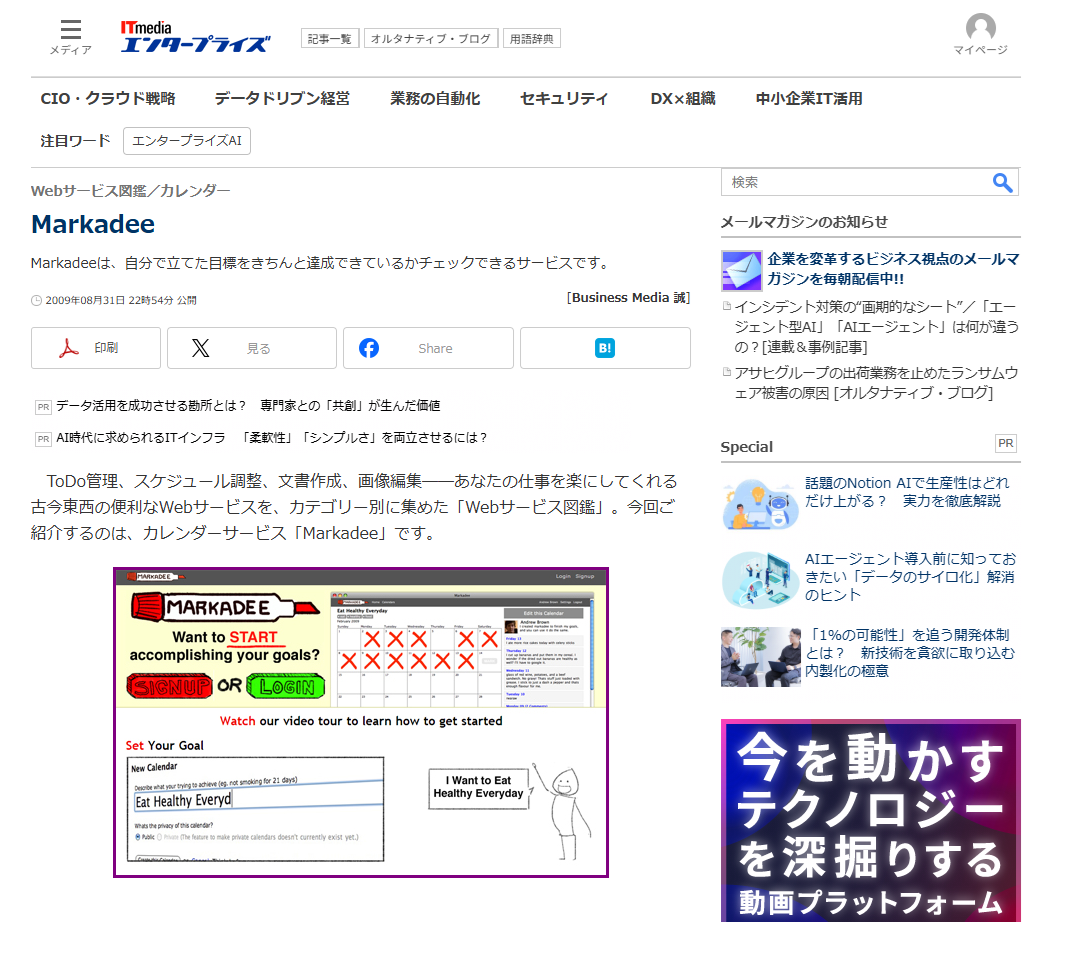 メディア
ITmedia
エンタープライズ
記事一覧
オルタナティブ・ブログ
用語辞典
マイページ
CIO・クラウド戦略
データドリブン経営
業務の自動化
セキュリティ
DX×組織
中小企業IT活用
注目ワード
エンタープライズAI
Webサービス図鑑／カレンダー
Markadee
Markadeeは、自分で立てた目標をきちんと達成できているかチェックできるサービスです。
2009年08月31日 22時54分 公開
[Business Media 誠]
印刷
見る
Share
B!
PR データ活用を成功させる勘所とは？　専門家との「共創」が生んだ価値
PR AI時代に求められるITインフラ　「柔軟性」「シンプルさ」を両立させるには？
ToDo管理、スケジュール調整、文書作成、画像編集――あなたの仕事を楽にしてくれる
古今東西の便利なWebサービスを、カテゴリー別に集めた「Webサービス図鑑」。今回ご
紹介するのは、カレンダーサービス「Markadee」です。
MARKADEE
Login Signup
MARKADEE
Want to START
accomplishing your goals?
SIGNUP OR LOGIN
Eat Healthy Everyday
February 2009
Edit this Calendar
Andrew Brown
Watch our video tour to learn how to get started
Set Your Goal
New Calendar
Describe what your trying to achieve (eg. not smoking for 21 days)
Eat Healthy Everyd
Whats the privacy of this calendar?
Public Private (The feature to make private calendars doesn't currently exist yet.)
I Want to Eat
Healthy Everyday
検索
メールマガジンのお知らせ
企業を変革するビジネス視点のメールマ
ガジンを毎朝配信中!!
インシデント対策の“画期的なシート”／「エー
ジェント型AI」「AIエージェント」は何が違う
の？[連載＆事例記事]
アサヒグループの出荷業務を止めたランサムウ
ェア被害の原因 [オルタナティブ・ブログ]
Special
PR
話題のNotion AIで生産性はどれ
だけ上がる？　実力を徹底解説
AIエージェント導入前に知ってお
きたい「データのサイロ化」解消
のヒント
「1%の可能性」を追う開発体制
とは？　新技術を貪欲に取り込む
内製化の極意
今を動かす
テクノロジー
を深掘りする
動画プラットフォーム